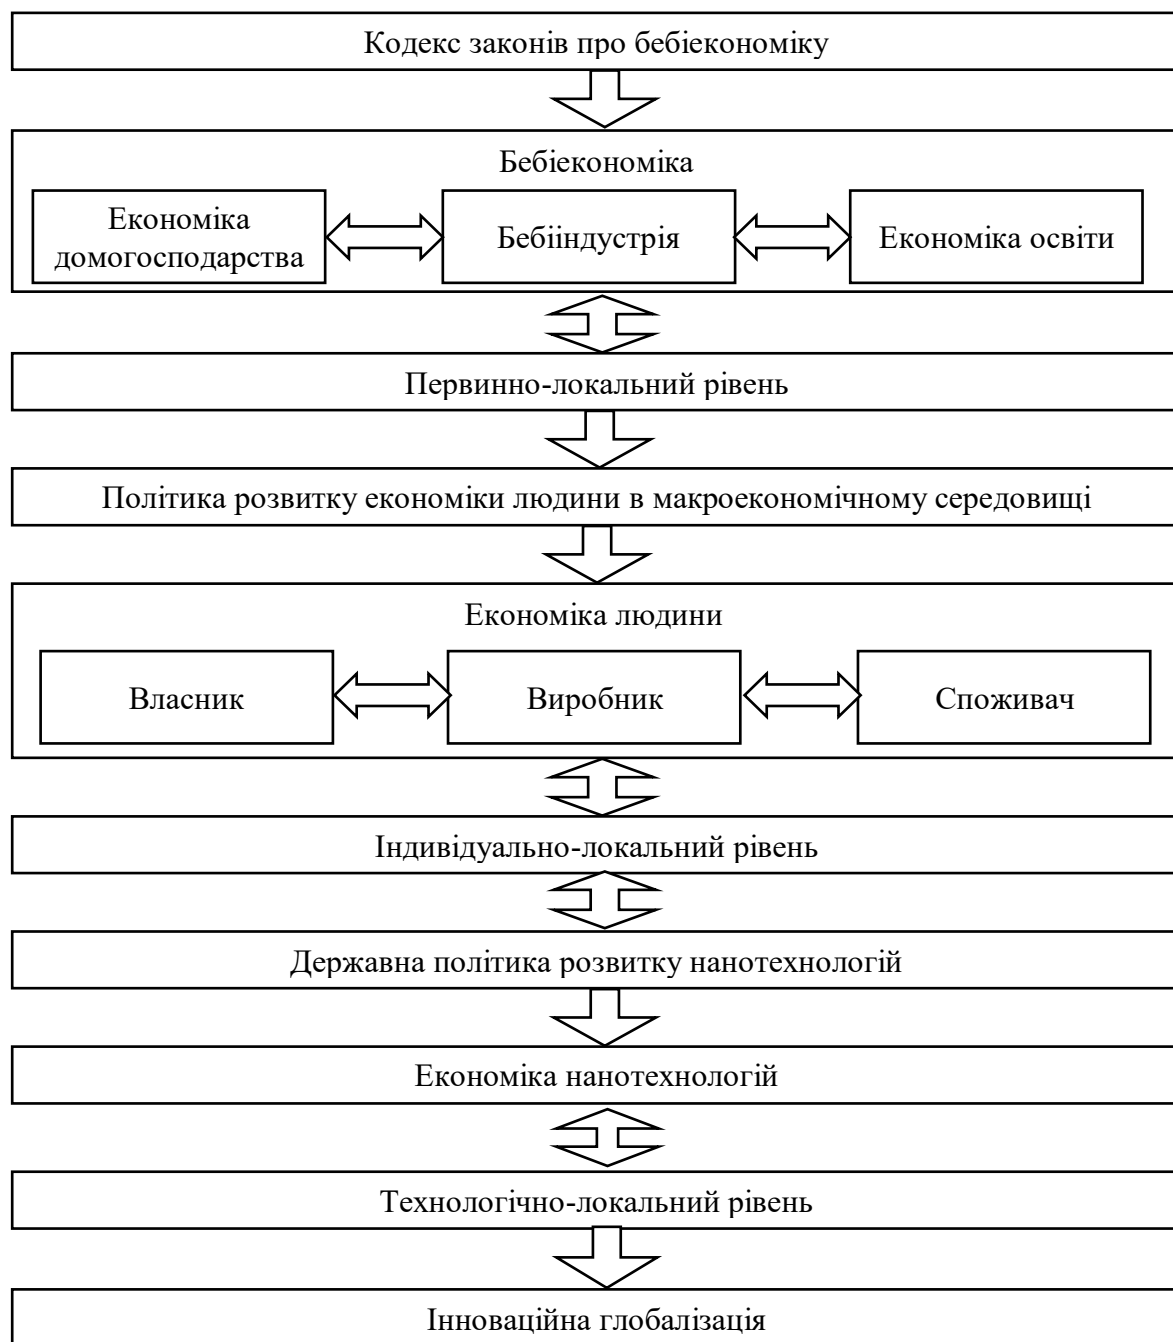 Кодекс законів про бебіекономіку
Бебіекономіка
Економіка
домогосподарства
Бебііндустрія
Економіка освіти
Первинно-локальний рівень
Політика розвитку економіки людини в макроекономічному середовищі
Економіка людини
Власник
Виробник
Споживач
Індивідуально-локальний рівень
Державна політика розвитку нанотехнологій
Економіка нанотехнологій
Технологічно-локальний рівень
Інноваційна глобалізація